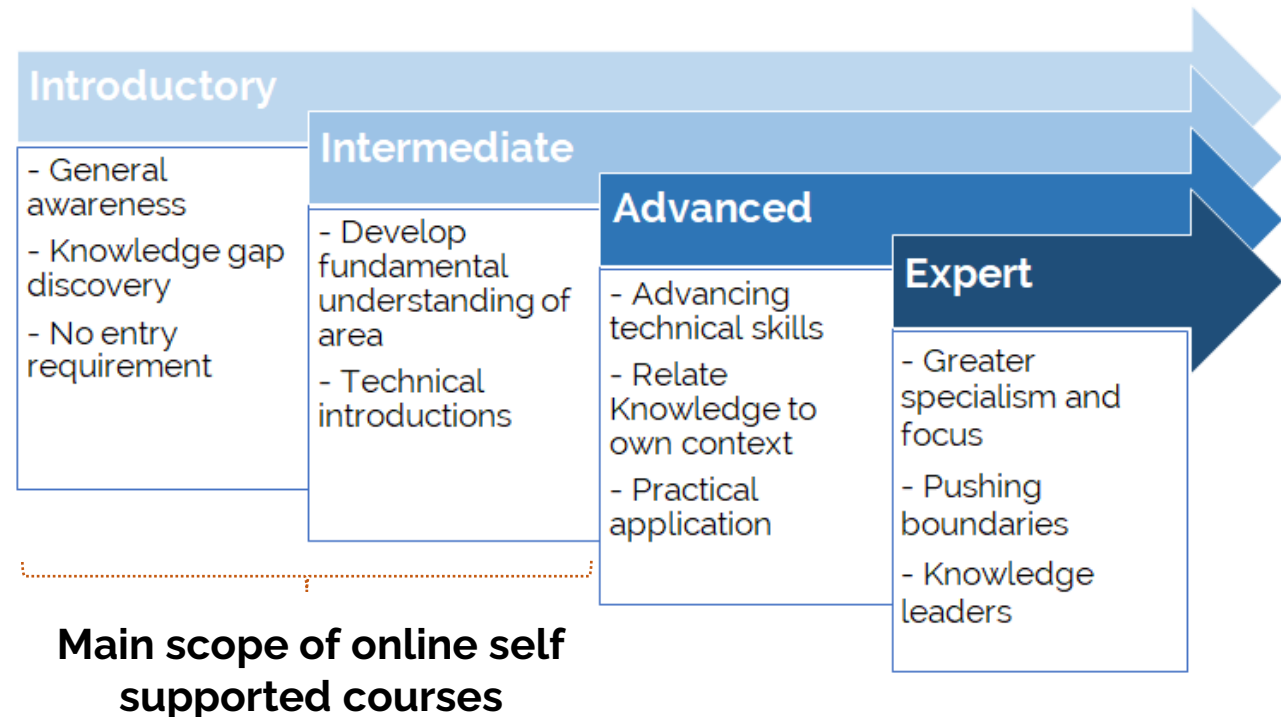 Introductory
- General
awareness
- Knowledge gap
discovery
- No entry
requirement
Intermediate
- Develop
fundamental
understanding of
area
- Technical
introductions
Advanced
- Advancing
technical skills
- Relate
Knowledge to
own context
- Practical
application
Expert
- Greater
specialism and
focus
- Pushing
boundaries
- Knowledge
leaders
Main scope of online self
supported courses